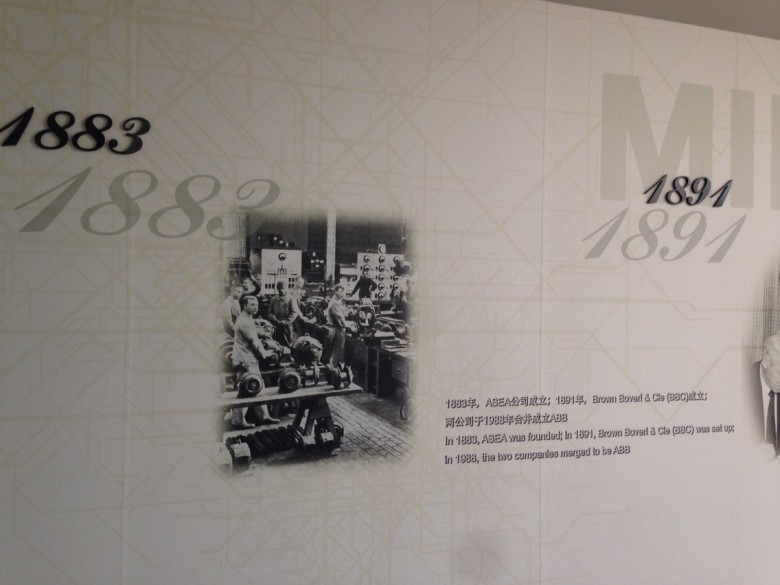 1883
1883
MI
1891
1891
1883年，ASEA公司成立；1891年，Brown Boveri & Cie (BBC)成立；
两公司于1988年合并成立ABB
In 1883, ASEA was founded; in 1891, Brown Boveri & Cie (BBC) was set up;
In 1988, the two companies merged to be ABB